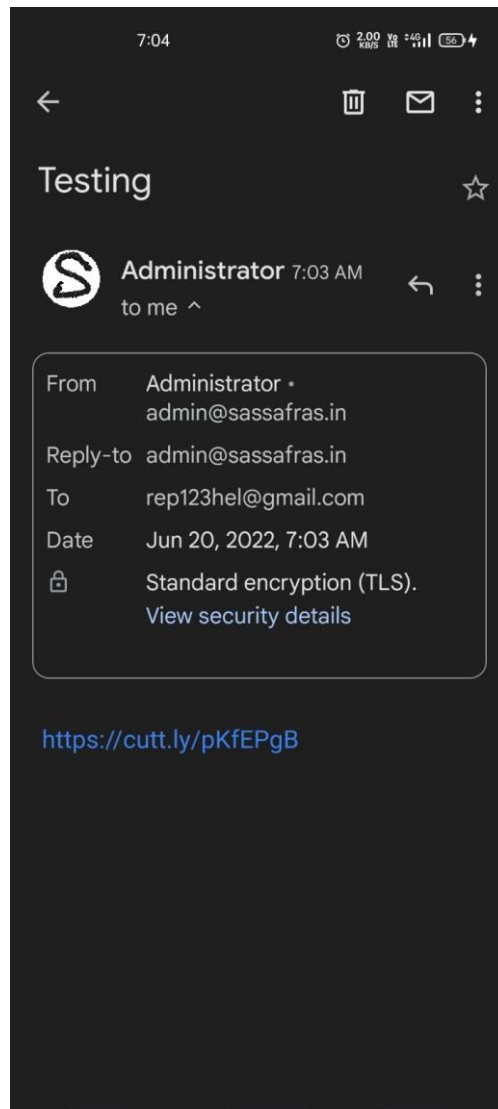 7:04 2.00 KB/S Vo LTE 4G 56
Testing
S Administrator 7:03 AM
to me
From Administrator •
admin@sassafras.in
Reply-to admin@sassafras.in
To rep123hel@gmail.com
Date Jun 20, 2022, 7:03 AM
Standard encryption (TLS).
View security details
https://cutt.ly/pKfEPgB